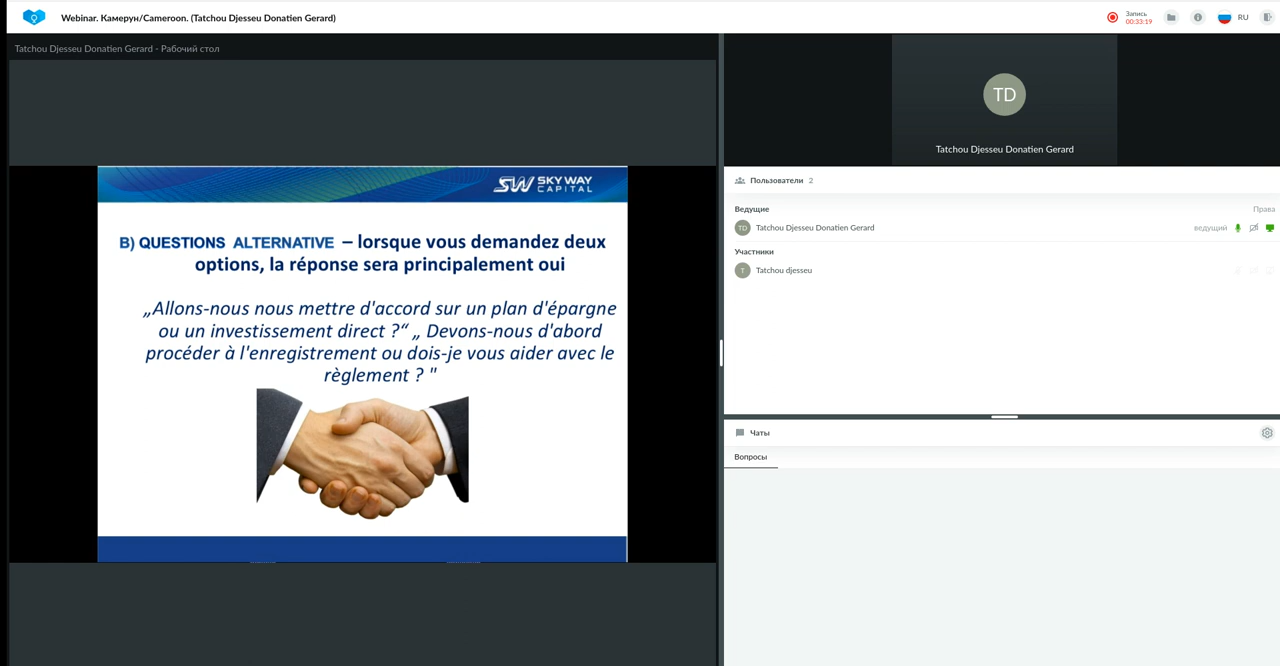 Webinar. Камерун/Cameroon. (Tatchou Djesseu Donatien Gerard)
Запись
00:33:19
RU
Tatchou Djesseu Donatien Gerard - Рабочий стол
SW SKY WAY
CAPITAL
B) QUESTIONS ALTERNATIVE – lorsque vous demandez deux
options, la réponse sera principalement oui
„Allons-nous nous mettre d'accord sur un plan d'épargne
ou un investissement direct ?“ „ Devons-nous d'abord
procéder à l'enregistrement ou dois-je vous aider avec le
règlement ? "
TD
Tatchou Djesseu Donatien Gerard
Пользователи 2
Ведущие Права
TD Tatchou Djesseu Donatien Gerard ведущий
Участники
T Tatchou djesseu
Чаты
Вопросы